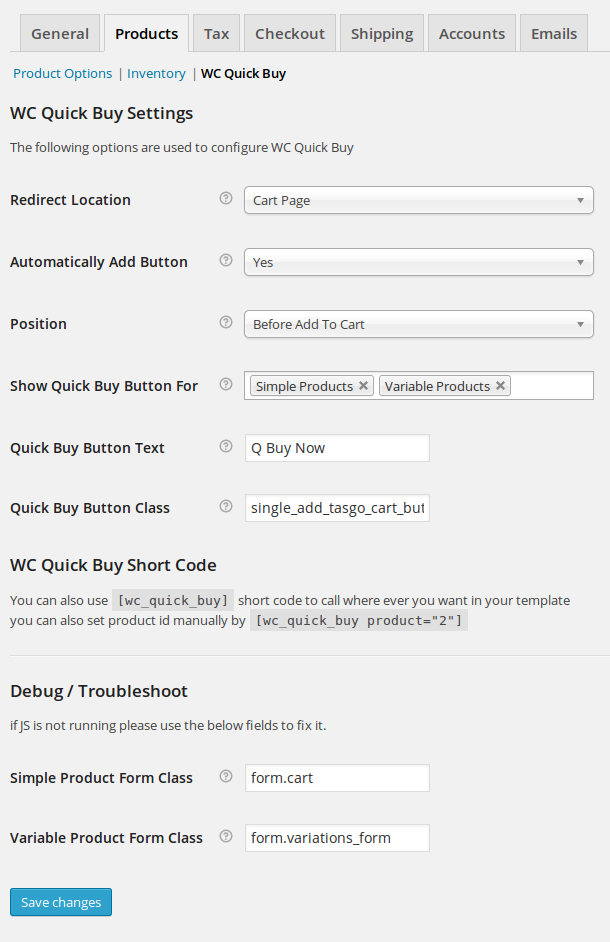 General Products Tax Checkout Shipping Accounts Emails
Product Options | Inventory | WC Quick Buy
WC Quick Buy Settings
The following options are used to configure WC Quick Buy
Redirect Location Cart Page
Automatically Add Button Yes
Position Before Add To Cart
Show Quick Buy Button For Simple Products Variable Products
Quick Buy Button Text Q Buy Now
Quick Buy Button Class single_add_tasgo_cart_but
WC Quick Buy Short Code
You can also use [wc_quick_buy] short code to call where ever you want in your template
you can also set product id manually by [wc_quick_buy product="2"]
Debug / Troubleshoot
if JS is not running please use the below fields to fix it.
Simple Product Form Class form.cart
Variable Product Form Class form.variations_form
Save changes